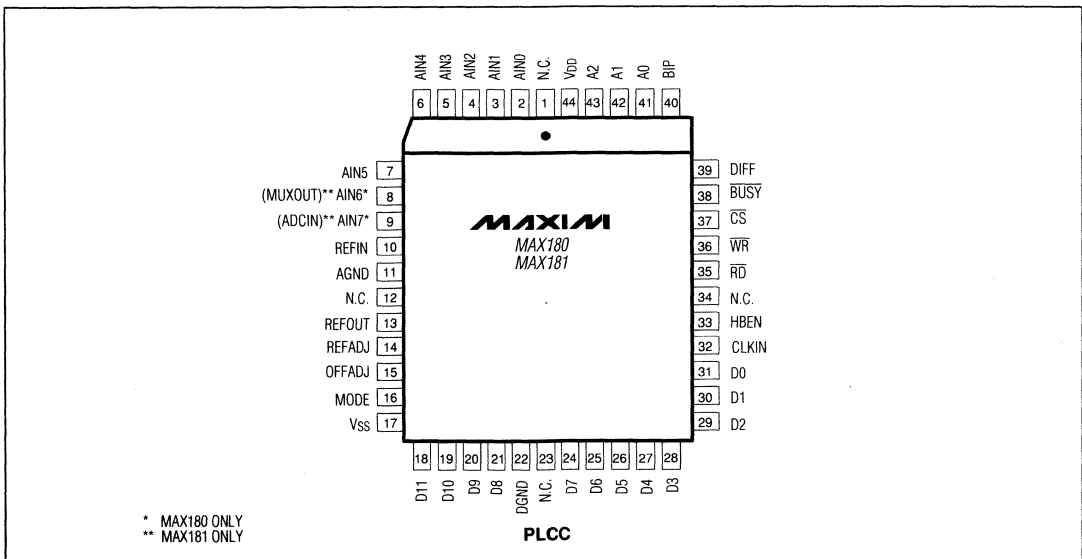 AIN4 AIN3 AIN2 AIN1 AIN0 N.C. VDD A2 A1 A0 BIP
6 5 4 3 2 1 44 43 42 41 40
AIN5 7 39 DIFF
(MUXOUT)** AIN6* 8 38 BUSY
(ADCIN)** AIN7* 9 MAXIM 37 CS
REFIN 10 MAX180 36 WR
MAX181
AGND 11 35 RD
N.C. 12 34 N.C.
REFOUT 13 33 HBEN
REFADJ 14 32 CLKIN
OFFADJ 15 31 D0
MODE 16 30 D1
VSS 17 29 D2
18 19 20 21 22 23 24 25 26 27 28
D11 D10 D9 D8 DGND N.C. D7 D6 D5 D4 D3
* MAX180 ONLY
** MAX181 ONLY
PLCC